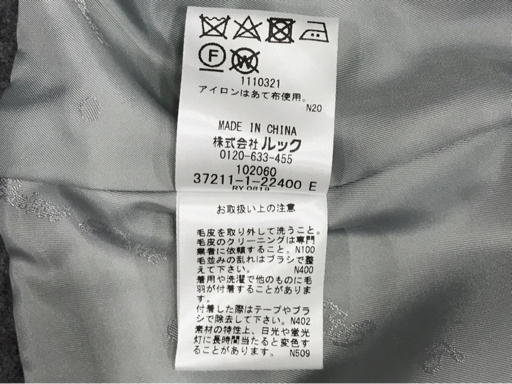 1110321
アイロンはあて布使用。
N20
MADE IN CHINA
株式会社ルック
0120-633-455
102060
37211-1-22400 E
RY 0819
お取扱い上の注意
毛皮を取り外して洗うこと。
毛皮のクリーニングは専門
業者に依頼すること。N100
毛並みの乱れはブラシで整
えて下さい。 N400
着用や洗濯で他のものに毛
羽が付着することがあります。
付着した際はテープやブラ
シで除去して下さい。N402
素材の特性上、日光や蛍光
灯に長時間当たると変色す
ることがあります。 N509